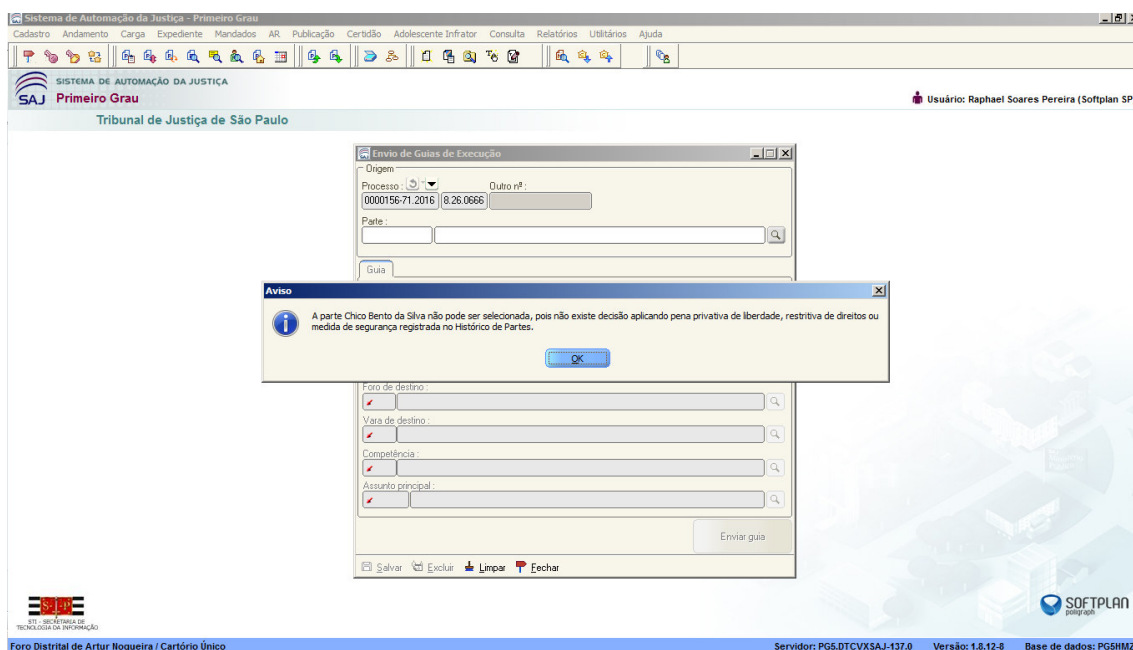 Sistema de Automação da Justiça - Primeiro Grau
Cadastro Andamento Carga Expediente Mandados AR Publicação Certidão Adolescente Infrator Consulta Relatórios Utilitários Ajuda
SISTEMA DE AUTOMAÇÃO DA JUSTIÇA
SAJ Primeiro Grau
Usuário: Raphael Soares Pereira (Softplan SP
Tribunal de Justiça de São Paulo
Envio de Guias de Execução
Origem
Processo : Outro nº :
0000156-71.2016 8.26.0666
Parte :
Guia
Aviso
A parte Chico Bento da Silva não pode ser selecionada, pois não existe decisão aplicando pena privativa de liberdade, restritiva de direitos ou
medida de segurança registrada no Histórico de Partes.
OK
Foro de destino :
Vara de destino :
Competência :
Assunto principal :
Enviar guia
Salvar Excluir Limpar Fechar
STI - SECRETARIA DE
TECNOLOGIA DA INFORMAÇÃO
SOFTPLAN
poligraph
Foro Distrital de Artur Nogueira / Cartório Único
Servidor: PG5.DTCVXSAJ-137.0 Versão: 1.8.12-8 Base de dados: PG5HMZ